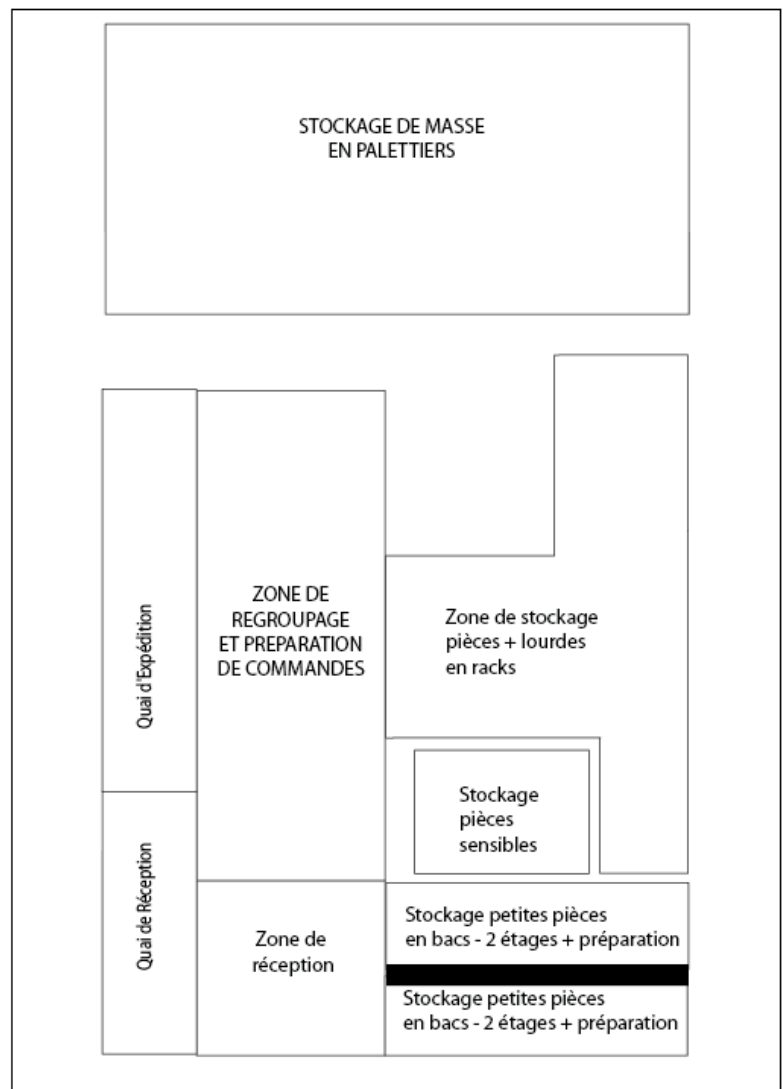 STOCKAGE DE MASSE
EN PALETTIERS
ZONE DE
REGROUPAGE
ET PREPARATION
DE COMMANDES
Quai d'Expédition
Zone de stockage
pièces + lourdes
en racks
Stockage
pièces
sensibles
Quai de Réception
Zone de
réception
Stockage petites pièces
en bacs - 2 étages + préparation
Stockage petites pièces
en bacs - 2 étages + préparation